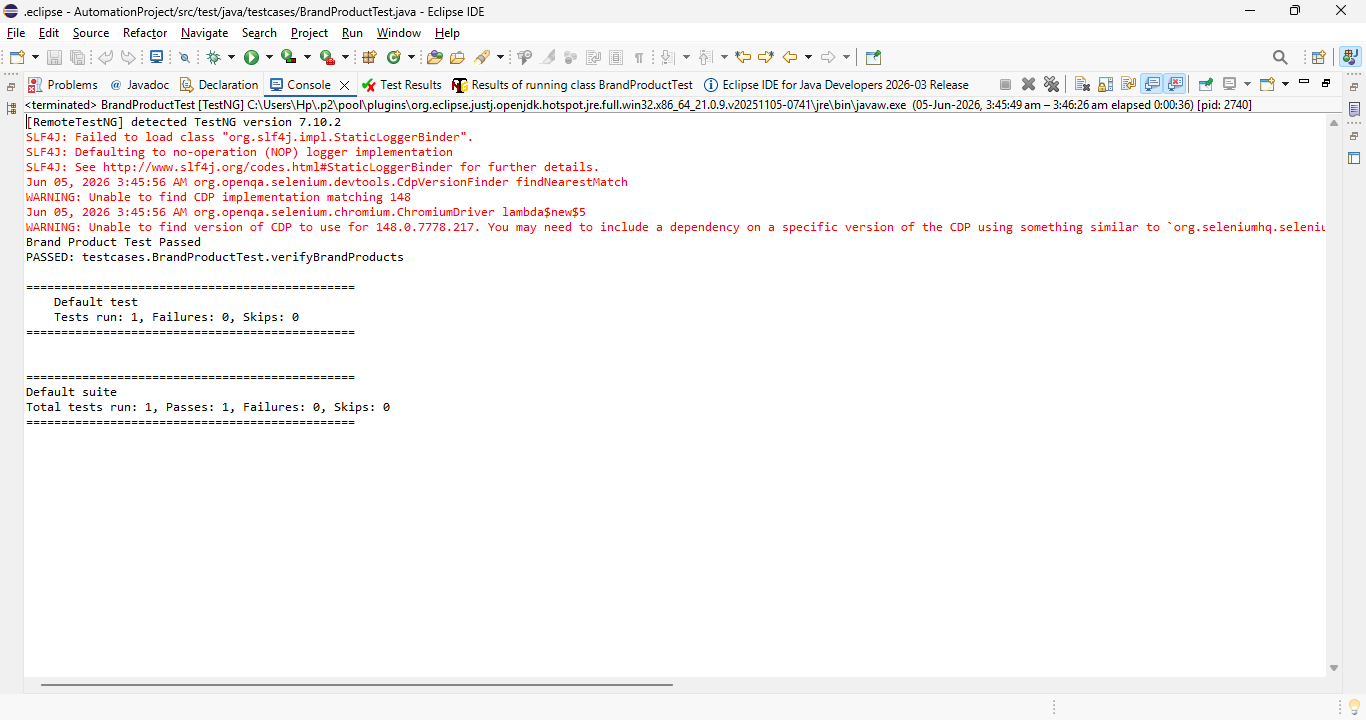 .eclipse - AutomationProject/src/test/java/testcases/BrandProductTest.java - Eclipse IDE
File Edit Source Refactor Navigate Search Project Run Window Help
Problems @ Javadoc Declaration Console Test Results Results of running class BrandProductTest Eclipse IDE for Java Developers 2026-03 Release
<terminated> BrandProductTest [TestNG] C:\Users\Hp\.p2\pool\plugins\org.eclipse.justj.openjdk.hotspot.jre.full.win32.x86_64_21.0.9.v20251105-0741\jre\bin\javaw.exe (05-Jun-2026, 3:45:49 am – 3:46:26 am elapsed 0:00:36) [pid: 2740]
[RemoteTestNG] detected TestNG version 7.10.2
SLF4J: Failed to load class "org.slf4j.impl.StaticLoggerBinder".
SLF4J: Defaulting to no-operation (NOP) logger implementation
SLF4J: See http://www.slf4j.org/codes.html#StaticLoggerBinder for further details.
Jun 05, 2026 3:45:56 AM org.openqa.selenium.devtools.CdpVersionFinder findNearestMatch
WARNING: Unable to find CDP implementation matching 148
Jun 05, 2026 3:45:56 AM org.openqa.selenium.chromium.ChromiumDriver lambda$new$5
WARNING: Unable to find version of CDP to use for 148.0.7778.217. You may need to include a dependency on a specific version of the CDP using something similar to `org.seleniumhq.seleniu
Brand Product Test Passed
PASSED: testcases.BrandProductTest.verifyBrandProducts
===============================================
Default test
Tests run: 1, Failures: 0, Skips: 0
===============================================
===============================================
Default suite
Total tests run: 1, Passes: 1, Failures: 0, Skips: 0
===============================================